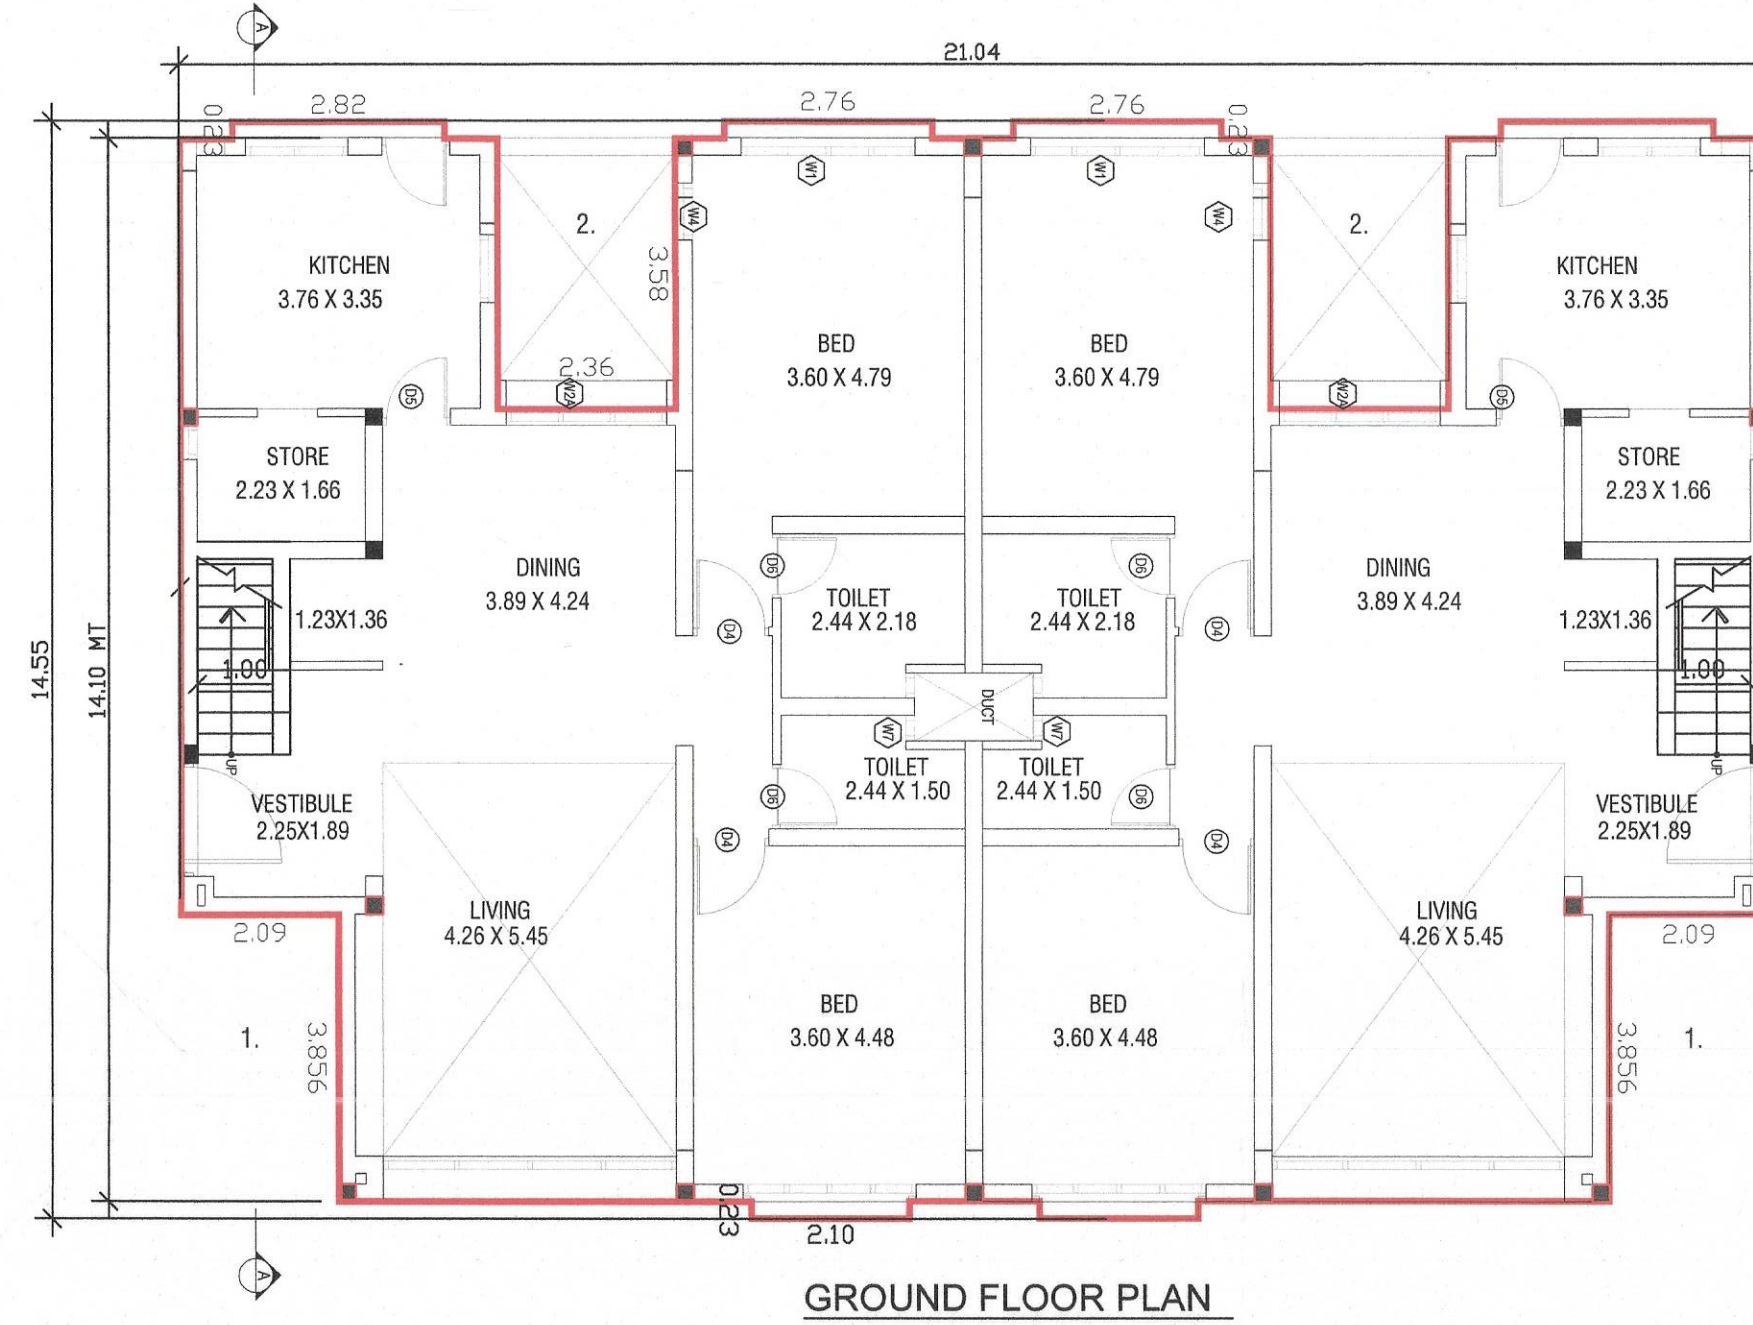 A
21.04
2.82
2.76
2.76
0.23
0.23
W1
W1
W4
W4
2.
2.
3.58
KITCHEN
3.76 X 3.35
KITCHEN
3.76 X 3.35
BED
3.60 X 4.79
BED
3.60 X 4.79
2.36
W2A
W2A
D5
D5
STORE
2.23 X 1.66
STORE
2.23 X 1.66
DINING
3.89 X 4.24
DINING
3.89 X 4.24
D6
D6
TOILET
2.44 X 2.18
TOILET
2.44 X 2.18
1.23X1.36
1.23X1.36
D4
D4
14.55
14.10 MT
1.00
1.00
DUCT
W7
W7
UP
UP
TOILET
2.44 X 1.50
TOILET
2.44 X 1.50
D6
D6
VESTIBULE
2.25X1.89
VESTIBULE
2.25X1.89
D4
D4
LIVING
4.26 X 5.45
LIVING
4.26 X 5.45
2.09
2.09
BED
3.60 X 4.48
BED
3.60 X 4.48
1.
1.
3.856
3.856
0.23
2.10
A
GROUND FLOOR PLAN